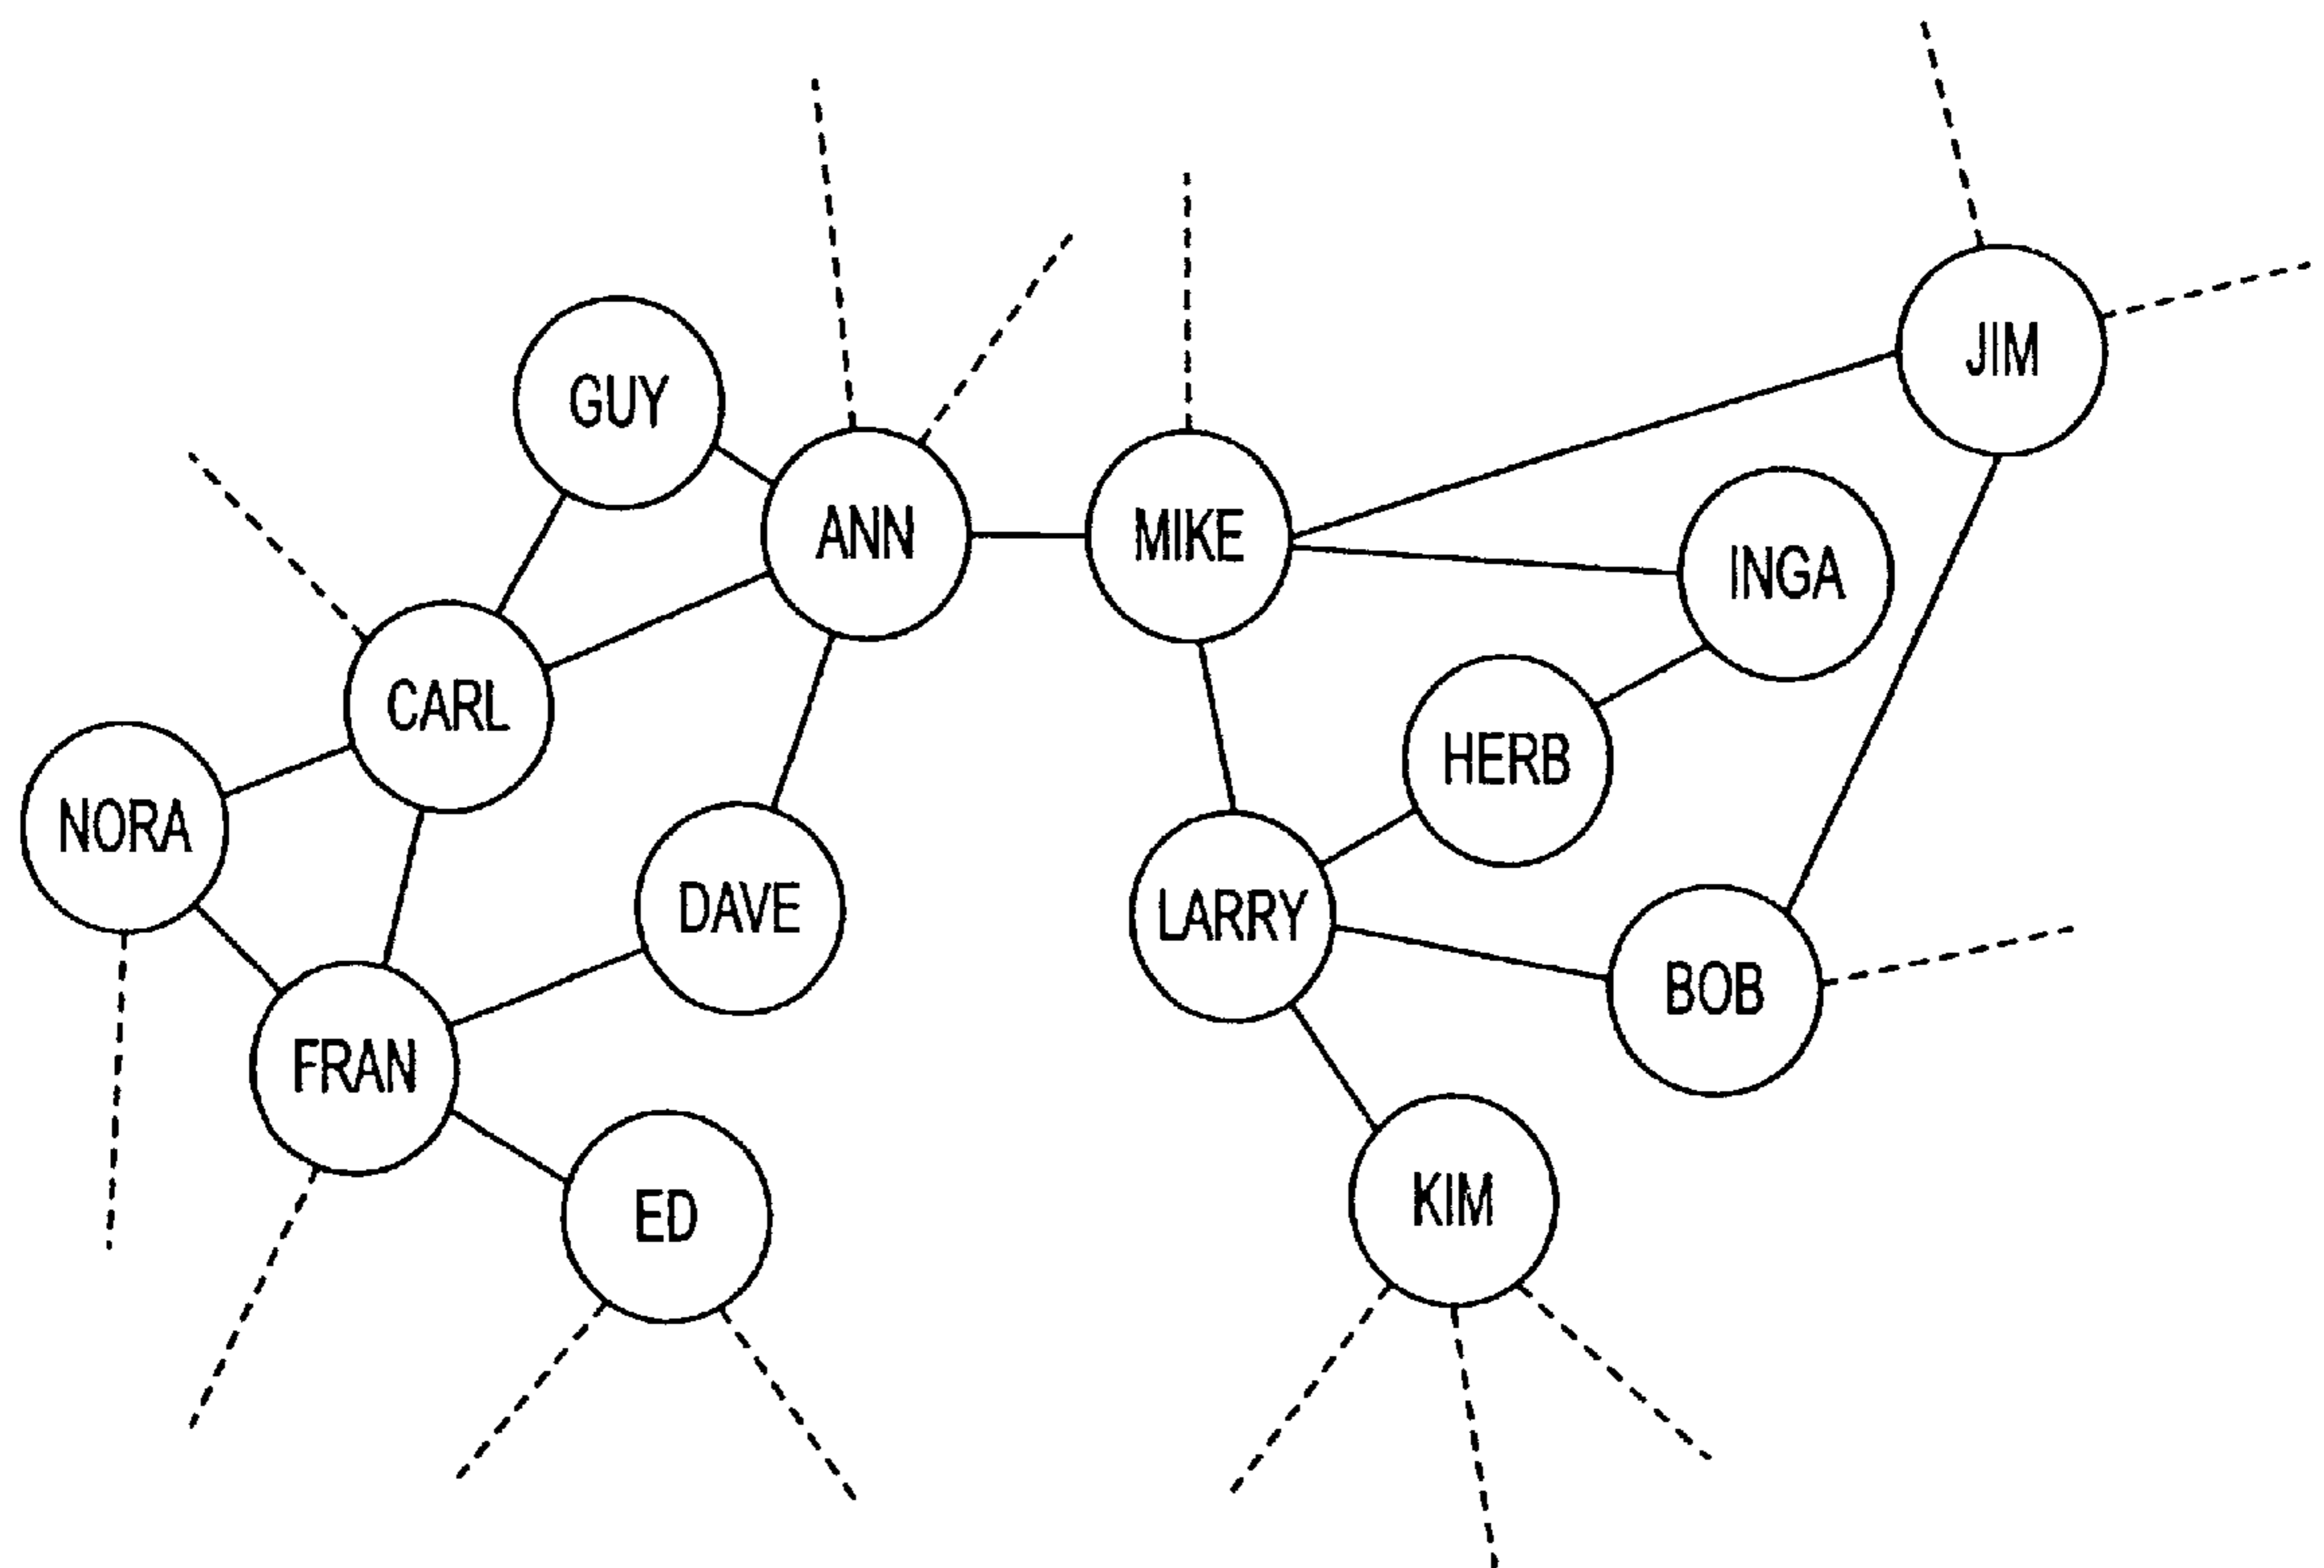 JIM
GUY
ANN
MIKE
INGA
CARL
HERB
NORA
DAVE
LARRY
BOB
FRAN
KIM
ED